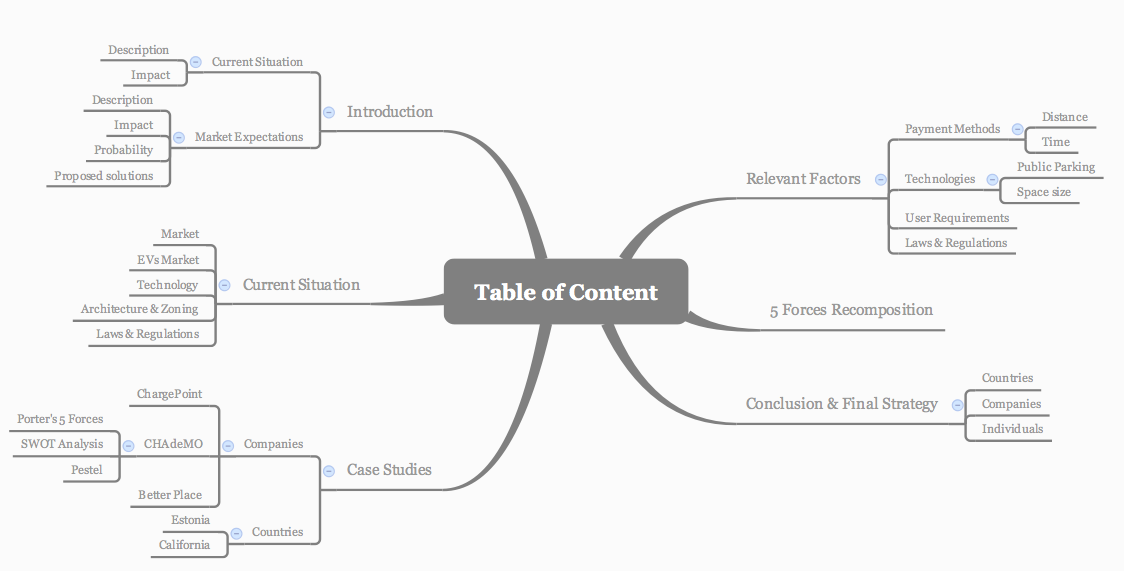 Table of Content
Introduction
Current Situation
Description
Impact
Market Expectations
Description
Impact
Probability
Proposed solutions
Current Situation
Market
EVs Market
Technology
Architecture & Zoning
Laws & Regulations
Case Studies
Companies
ChargePoint
CHAdeMO
Porter's 5 Forces
SWOT Analysis
Pestel
Better Place
Countries
Estonia
California
Relevant Factors
Payment Methods
Distance
Time
Technologies
Public Parking
Space size
User Requirements
Laws & Regulations
5 Forces Recomposition
Conclusion & Final Strategy
Countries
Companies
Individuals